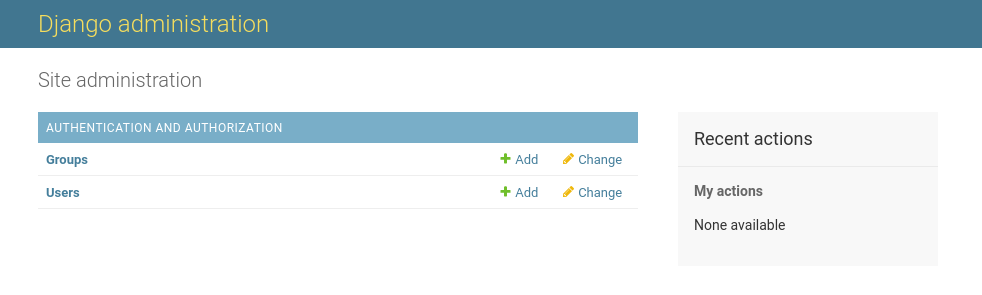 Django administration
Site administration
AUTHENTICATION AND AUTHORIZATION
Groups Add Change
Users Add Change
Recent actions
My actions
None available